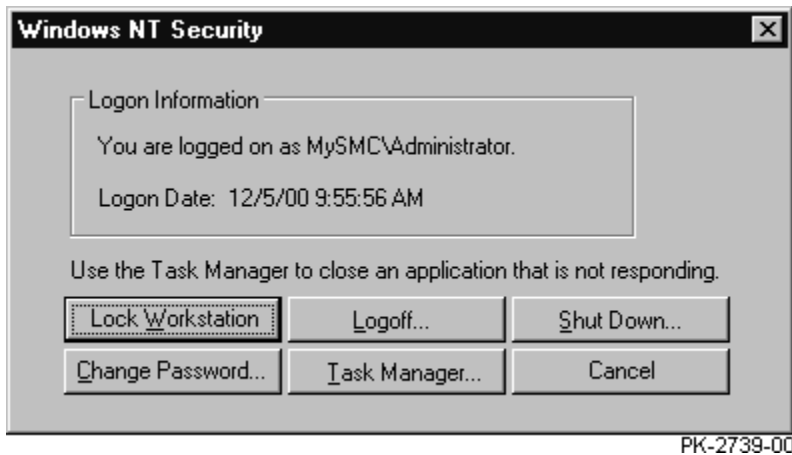 Windows NT Security
Logon Information
You are logged on as MySMC\Administrator.
Logon Date: 12/5/00 9:55:56 AM
Use the Task Manager to close an application that is not responding.
Lock Workstation Logoff... Shut Down...
Change Password... Task Manager... Cancel
PK-2739-00